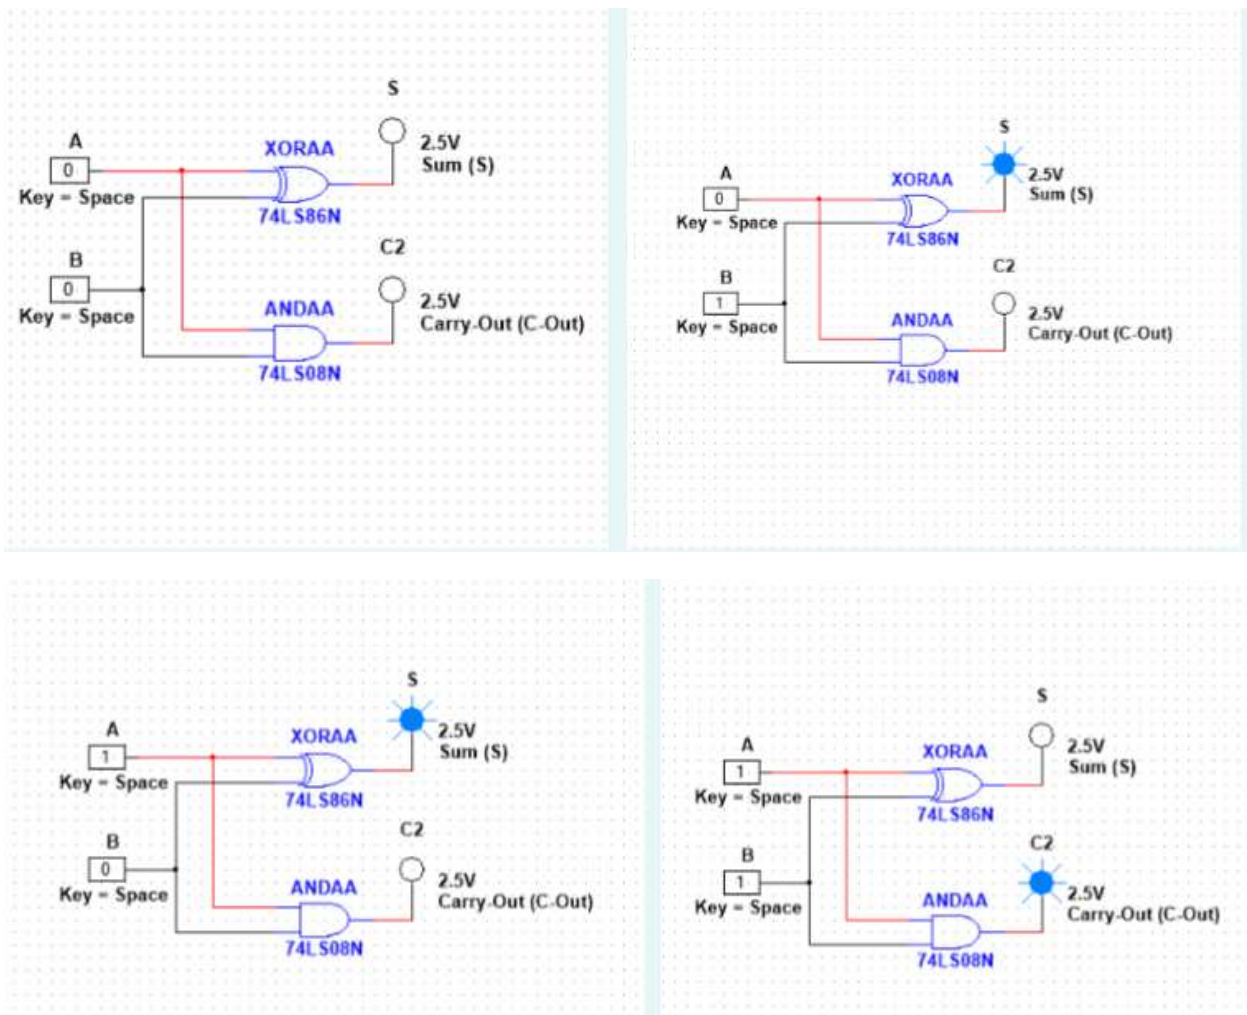 S
A
XORAA
2.5V
Sum (S)
0
Key = Space
74LS86N
C2
B
0
ANDAA
2.5V
Key = Space
Carry-Out (C-Out)
74LS08N
S
A
XORAA
2.5V
Sum (S)
0
Key = Space
74LS86N
C2
B
1
ANDAA
2.5V
Key = Space
Carry-Out (C-Out)
74LS08N
S
A
XORAA
2.5V
Sum (S)
1
Key = Space
74LS86N
C2
B
0
ANDAA
2.5V
Key = Space
Carry-Out (C-Out)
74LS08N
S
A
XORAA
2.5V
Sum (S)
1
Key = Space
74LS86N
C2
B
1
ANDAA
2.5V
Key = Space
Carry-Out (C-Out)
74LS08N